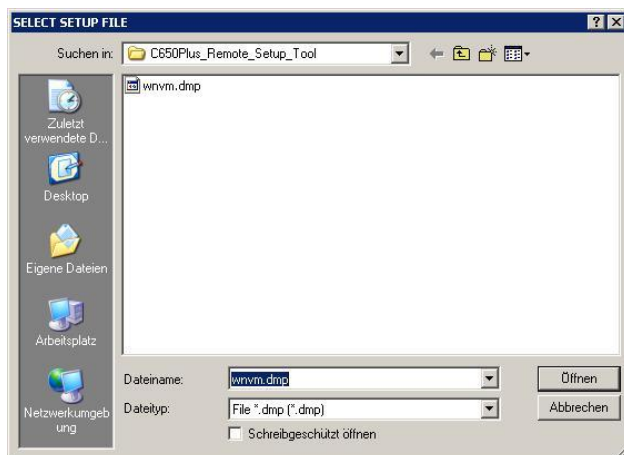 SELECT SETUP FILE
Suchen in: C650Plus_Remote_Setup_Tool
wnvm.dmp
Zuletzt
verwendete D...
Desktop
Eigene Dateien
Arbeitsplatz
Netzwerkumgeb
ung
Dateiname: wnvm.dmp Öffnen
Dateityp: File *.dmp (*.dmp) Abbrechen
Schreibgeschützt öffnen